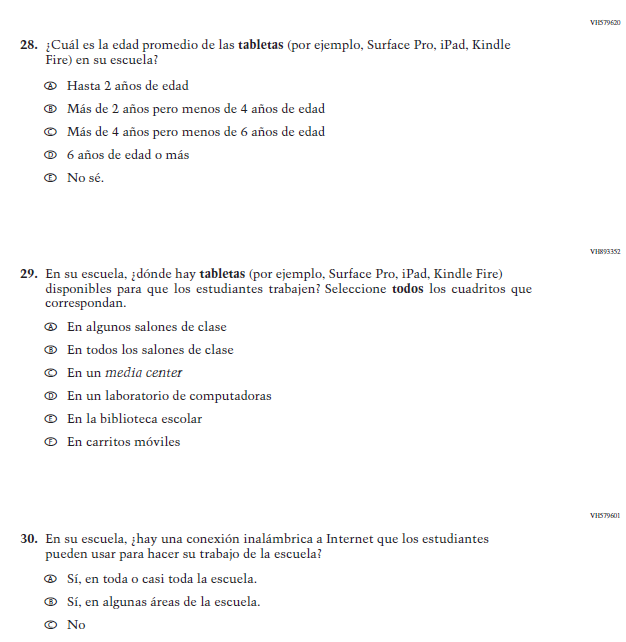 VH579620
28. ¿Cuál es la edad promedio de las tabletas (por ejemplo, Surface Pro, iPad, Kindle
Fire) en su escuela?
A Hasta 2 años de edad
B Más de 2 años pero menos de 4 años de edad
C Más de 4 años pero menos de 6 años de edad
D 6 años de edad o más
E No sé.
VH893352
29. En su escuela, ¿dónde hay tabletas (por ejemplo, Surface Pro, iPad, Kindle Fire)
disponibles para que los estudiantes trabajen? Seleccione todos los cuadritos que
correspondan.
A En algunos salones de clase
B En todos los salones de clase
C En un media center
D En un laboratorio de computadoras
E En la biblioteca escolar
F En carritos móviles
VH579601
30. En su escuela, ¿hay una conexión inalámbrica a Internet que los estudiantes
pueden usar para hacer su trabajo de la escuela?
A Sí, en toda o casi toda la escuela.
B Sí, en algunas áreas de la escuela.
C No